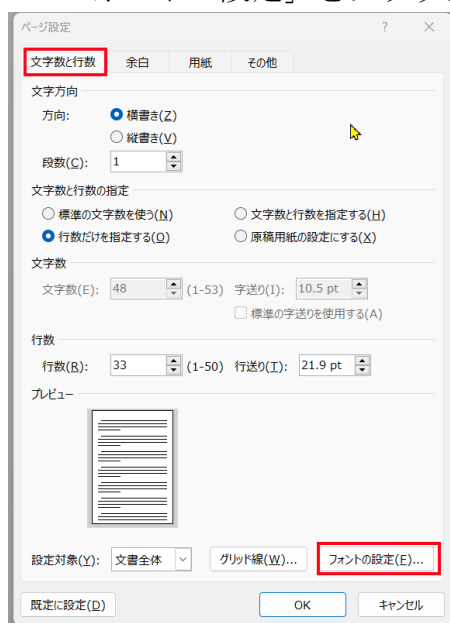 ページ設定 ? ×
文字数と行数 余白 用紙 その他
文字方向
方向: 横書き(Z)
縦書き(V)
段数(C): 1
文字数と行数の指定
標準の文字数を使う(N) 文字数と行数を指定する(H)
行数だけを指定する(O) 原稿用紙の設定にする(X)
文字数
文字数(E): 48 (1-53) 字送り(I): 10.5 pt
標準の字送りを使用する(A)
行数
行数(R): 33 (1-50) 行送り(T): 21.9 pt
プレビュー
設定対象(Y): 文書全体 グリッド線(W)... フォントの設定(F)...
既定に設定(D) OK キャンセル